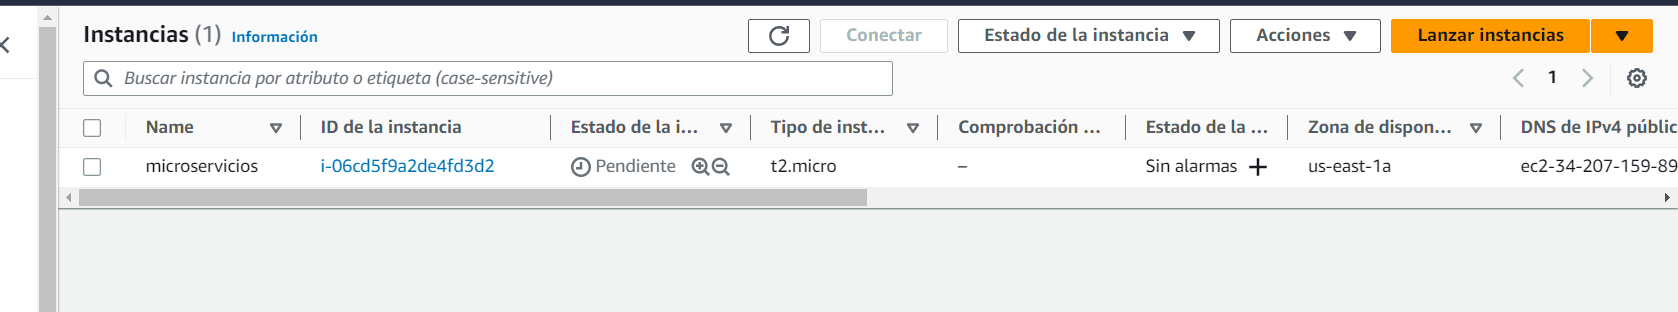 Instancias (1) Información
Conectar Estado de la instancia Acciones Lanzar instancias
Buscar instancia por atributo o etiqueta (case-sensitive) 1
Name ID de la instancia Estado de la i... Tipo de inst... Comprobación ... Estado de la ... Zona de dispon... DNS de IPv4 públic
microservicios i-06cd5f9a2de4fd3d2 Pendiente t2.micro – Sin alarmas us-east-1a ec2-34-207-159-89